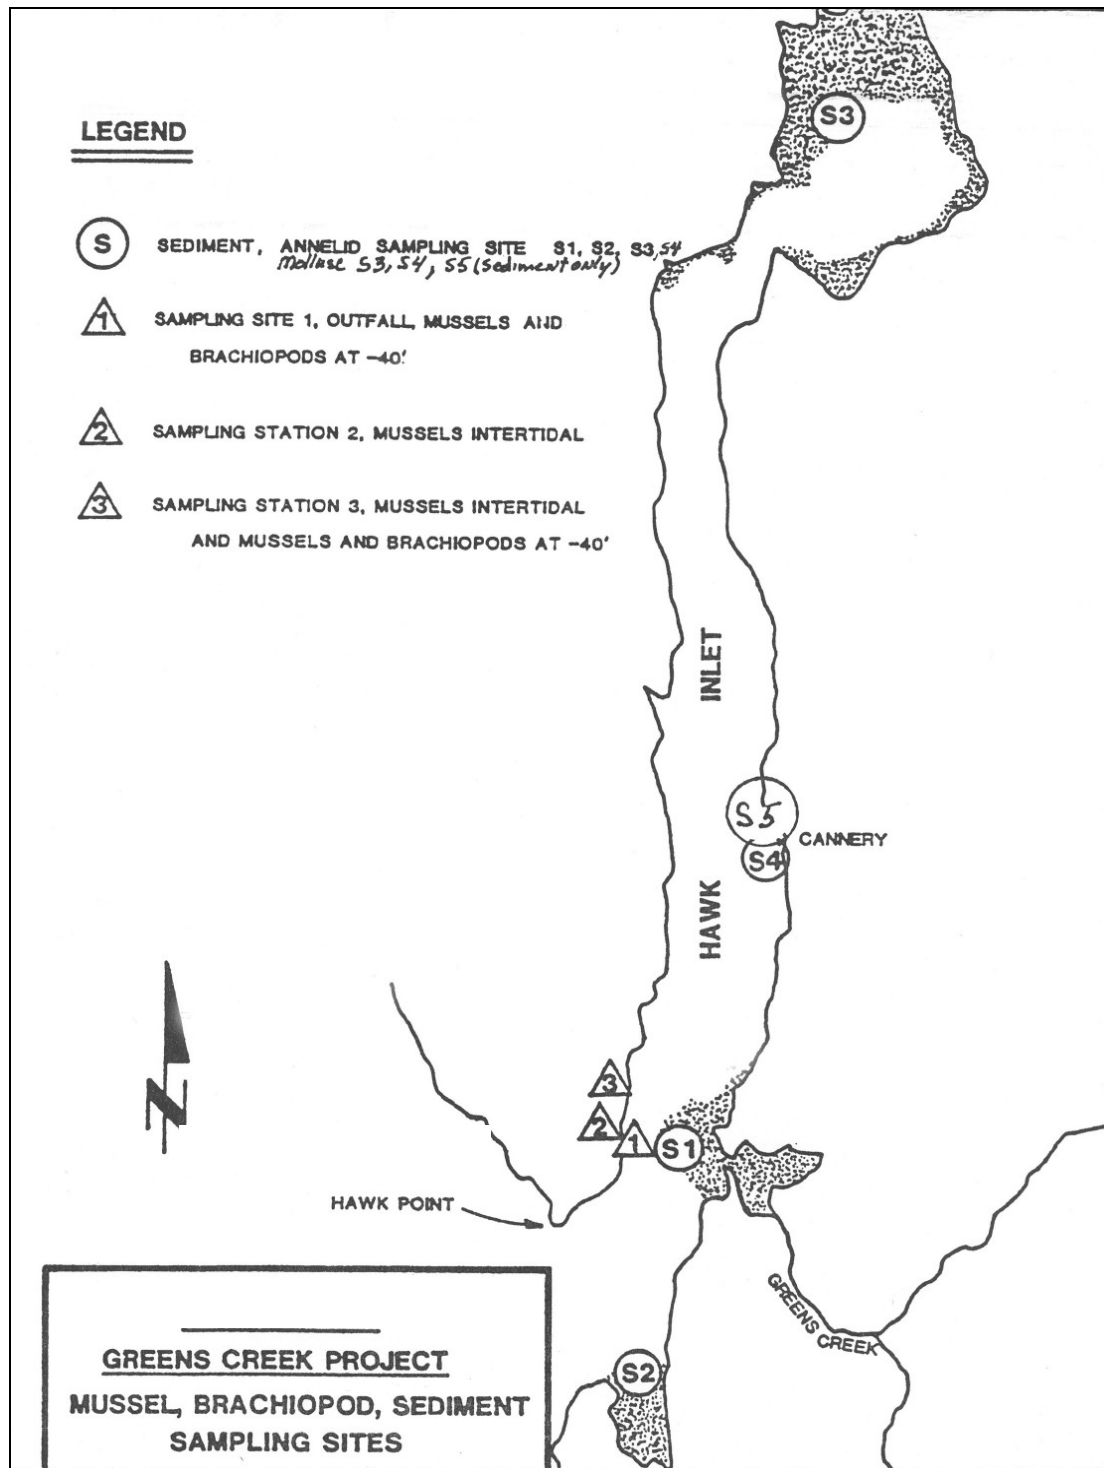 LEGEND
S
SEDIMENT, ANNELID SAMPLING SITE S1, S2, S3,S4
Mollusc S3, S4, S5 (Sediment only)
1
SAMPLING SITE 1, OUTFALL, MUSSELS AND
BRACHIOPODS AT -40'
2
SAMPLING STATION 2, MUSSELS INTERTIDAL
3
SAMPLING STATION 3, MUSSELS INTERTIDAL
AND MUSSELS AND BRACHIOPODS AT -40'
S3
HAWK INLET
S5
CANNERY
S4
N
3
2
1
S1
HAWK POINT
GREENS CREEK
S2
GREENS CREEK PROJECT
MUSSEL, BRACHIOPOD, SEDIMENT
SAMPLING SITES